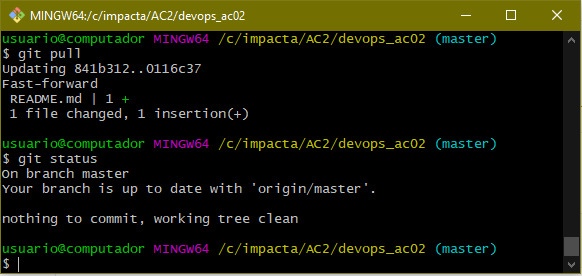 MINGW64:/c/impacta/AC2/devops_ac02
usuario@computador MINGW64 /c/impacta/AC2/devops_ac02 (master)
$ git pull
Updating 841b312..0116c37
Fast-forward
 README.md | 1 +
 1 file changed, 1 insertion(+)
usuario@computador MINGW64 /c/impacta/AC2/devops_ac02 (master)
$ git status
On branch master
Your branch is up to date with 'origin/master'.
nothing to commit, working tree clean
usuario@computador MINGW64 /c/impacta/AC2/devops_ac02 (master)
$